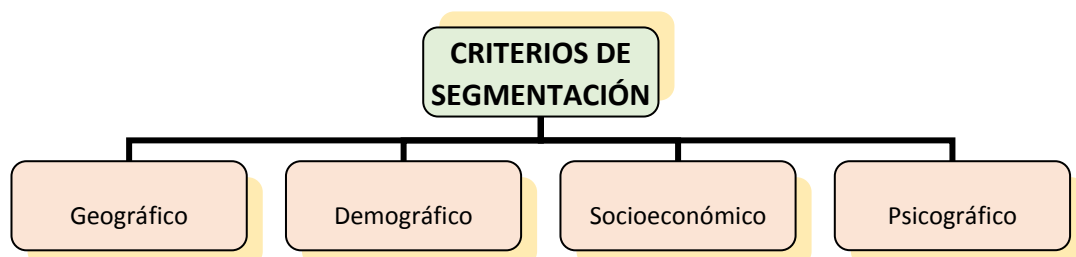 CRITERIOS DE
SEGMENTACIÓN
Geográfico
Demográfico
Socioeconómico
Psicográfico